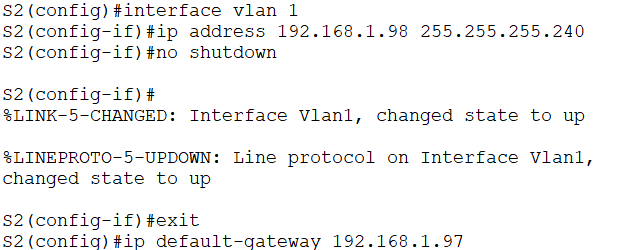 S2(config)#interface vlan 1
S2(config-if)#ip address 192.168.1.98 255.255.255.240
S2(config-if)#no shutdown
S2(config-if)#
%LINK-5-CHANGED: Interface Vlan1, changed state to up
%LINEPROTO-5-UPDOWN: Line protocol on Interface Vlan1,
changed state to up
S2(config-if)#exit
S2(config)#ip default-gateway 192.168.1.97